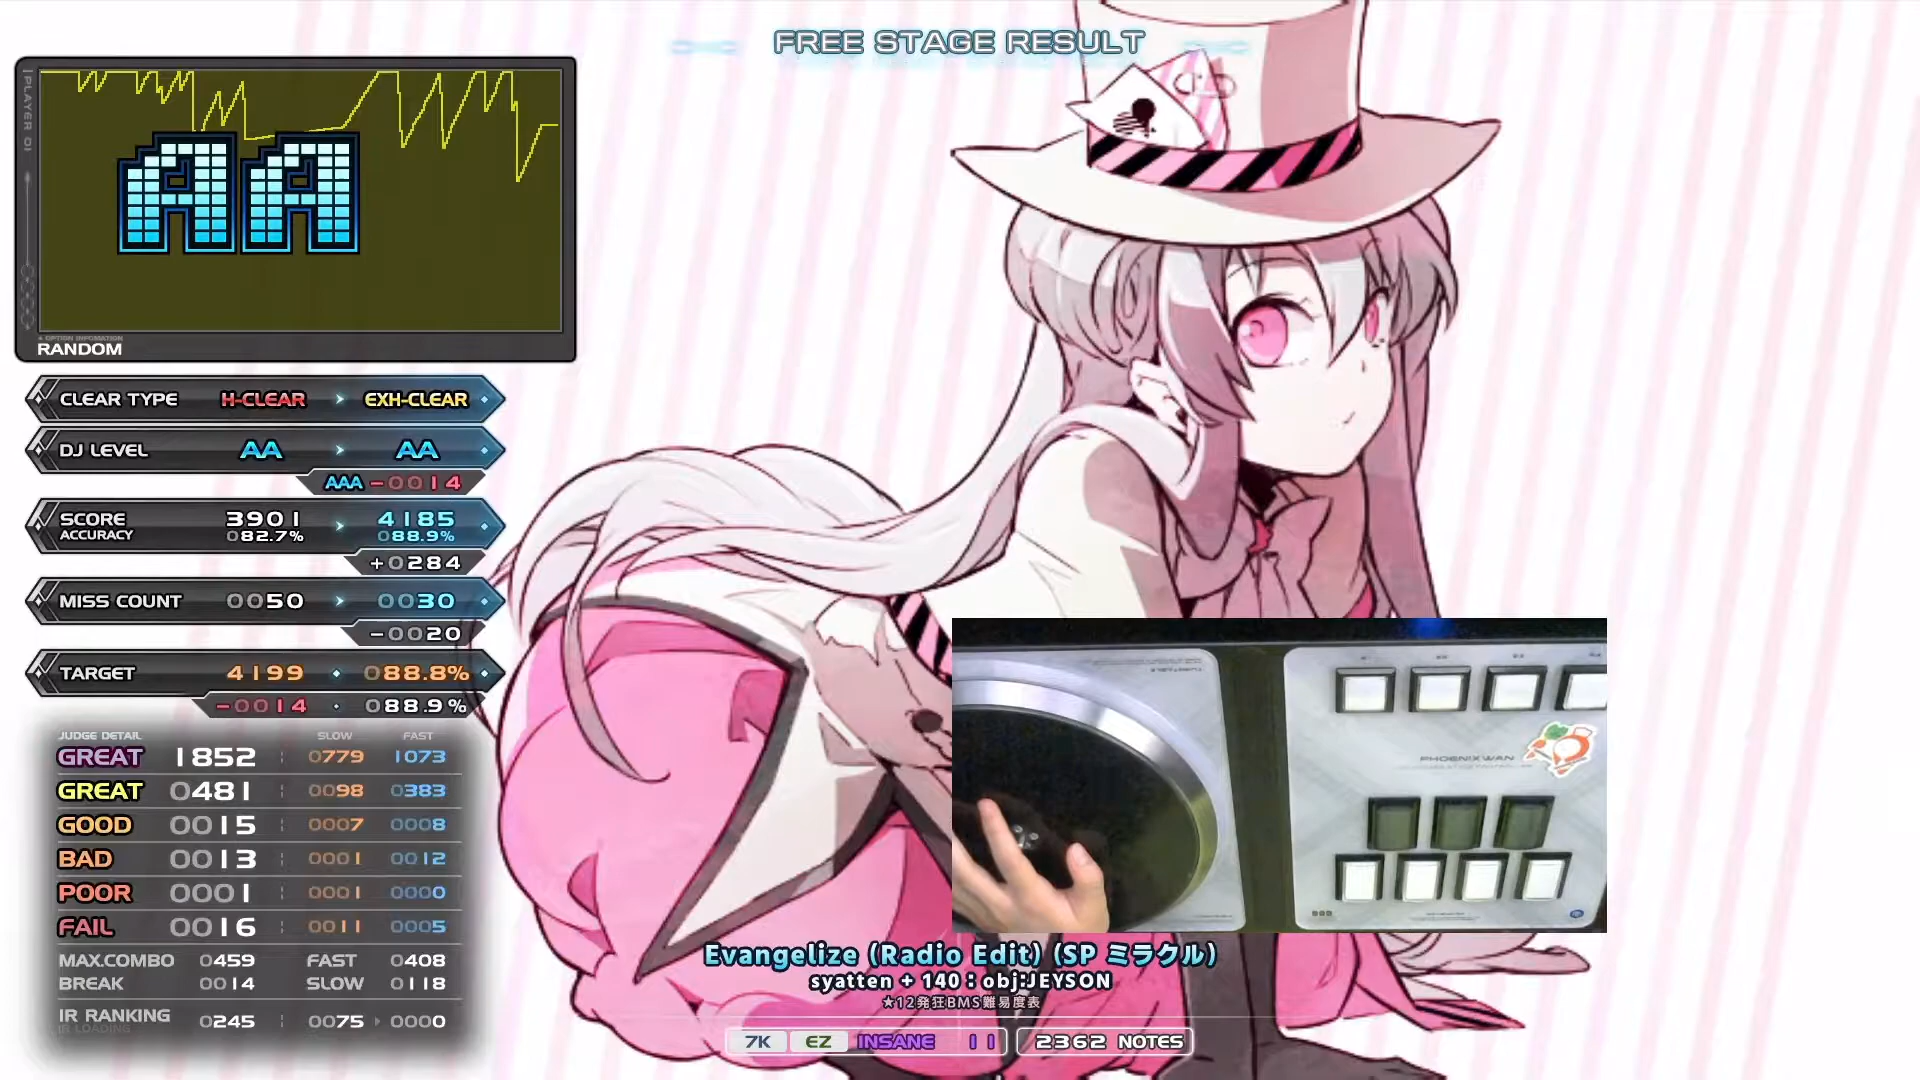 FREE STAGE RESULT
PLAYER 01
AA
RANDOM
CLEAR TYPE H-CLEAR EXH-CLEAR
DJ LEVEL AA AA
AAA -0014
SCORE 3901 4185
ACCURACY 082.7% 088.9%
+0284
MISS COUNT 0050 0030
-0020
TARGET 4199 088.8%
-0014 088.9%
JUDGE DETAIL SLOW FAST
GREAT 1852 0779 1073
GREAT 0481 0098 0383
GOOD 0015 0007 0008
BAD 0013 0001 0012
POOR 0001 0001 0000
FAIL 0016 0011 0005
MAX.COMBO 0459 FAST 0408
BREAK 0014 SLOW 0118
IR RANKING 0245 0075 0000
IR LOADING
PHOENIXWAN
Evangelize (Radio Edit) (SP ミラクル)
syatten + 140 : obj:JEYSON
★12発狂BMS難易度表
7K EZ INSANE 11 2362 NOTES